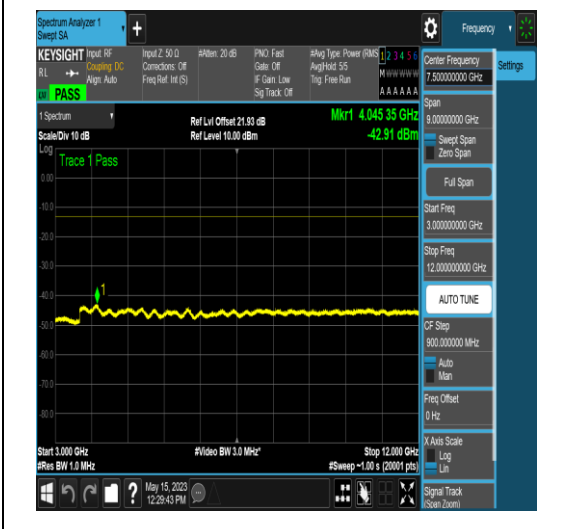 Spectrum Analyzer 1
Swept SA
+
Frequency
KEYSIGHT
RL
PASS
Input: RF
Coupling: DC
Align: Auto
Input Z: 50 Ω
Corrections: Off
Freq Ref: Int (S)
#Atten: 20 dB
PNO: Fast
Gate: Off
IF Gain: Low
Sig Track: Off
#Avg Type: Power (RMS
Avg|Hold: 5/5
Trig: Free Run
1 2 3 4 5 6
M W W W W W
A A A A A A
1 Spectrum
Scale/Div 10 dB
Ref Lvl Offset 21.93 dB
Ref Level 10.00 dBm
Mkr1 4.045 35 GHz
-42.91 dBm
Log
Trace 1 Pass
0.00
-10.0
-20.0
-30.0
-40.0
-50.0
-60.0
-70.0
-80.0
1
Start 3.000 GHz
#Res BW 1.0 MHz
#Video BW 3.0 MHz*
Stop 12.000 GHz
#Sweep ~1.00 s (20001 pts)
?
May 15, 2023
12:29:43 PM
Center Frequency
7.500000000 GHz
Span
9.00000000 GHz
Swept Span
Zero Span
Full Span
Start Freq
3.000000000 GHz
Stop Freq
12.000000000 GHz
AUTO TUNE
CF Step
900.000000 MHz
Auto
Man
Freq Offset
0 Hz
X Axis Scale
Log
Lin
Signal Track
(Span Zoom)
Settings